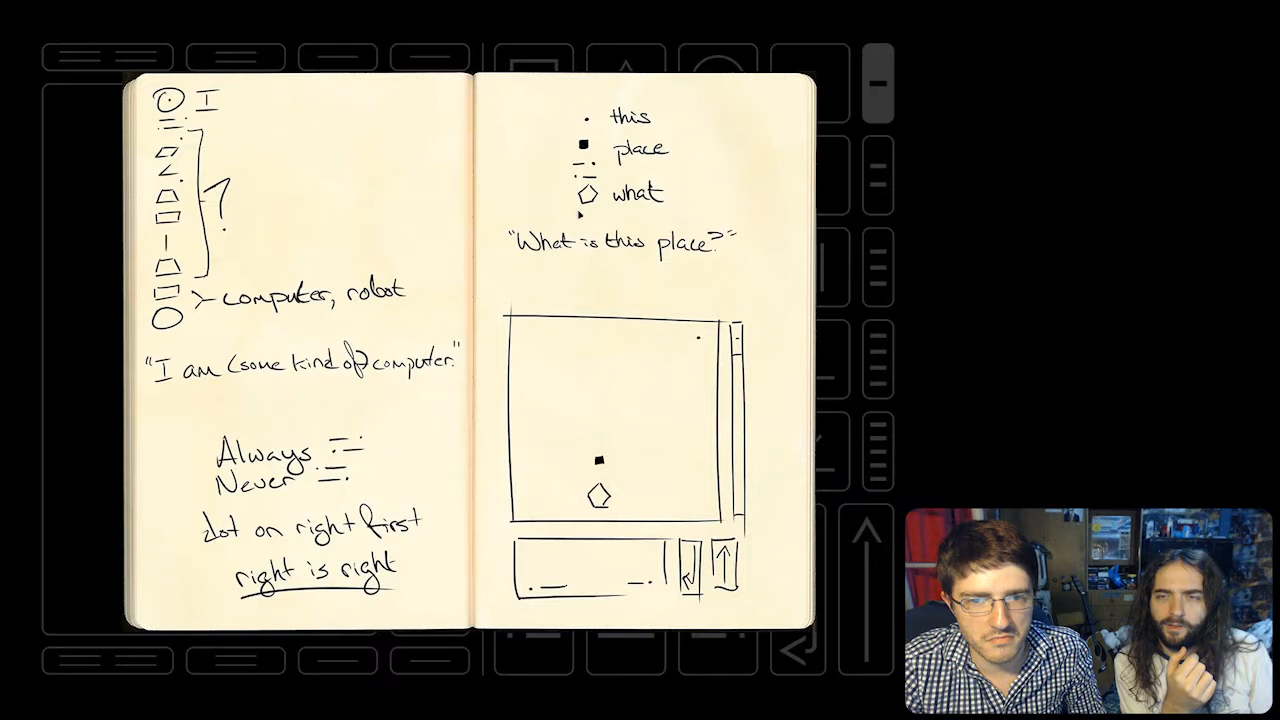 I
?
computer, robot
"I am (some kind of) computer."
Always
Never
dot on right first
right is right
this
place
what
"What is this place?"